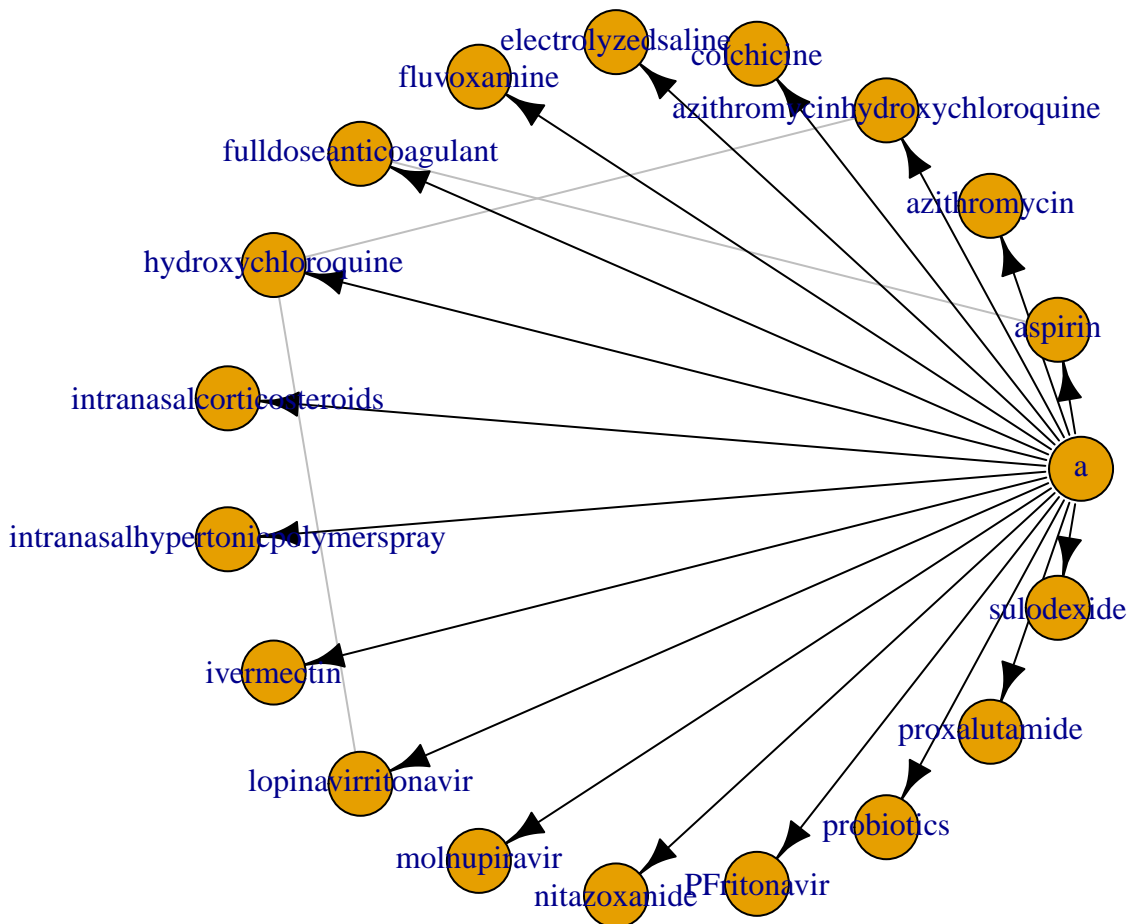 electrolyzedsaline
colchicine
fluvoxamine
azithromycinhydroxychloroquine
fulldoseanticoagulant
azithromycin
hydroxychloroquine
aspirin
intranasalcorticosteroids
a
intranasalhypertonicpolymerspray
sulodexide
ivermectin
proxalutamide
lopinavirritonavir
probiotics
molnupiravir
PFritonavir
nitazoxanide